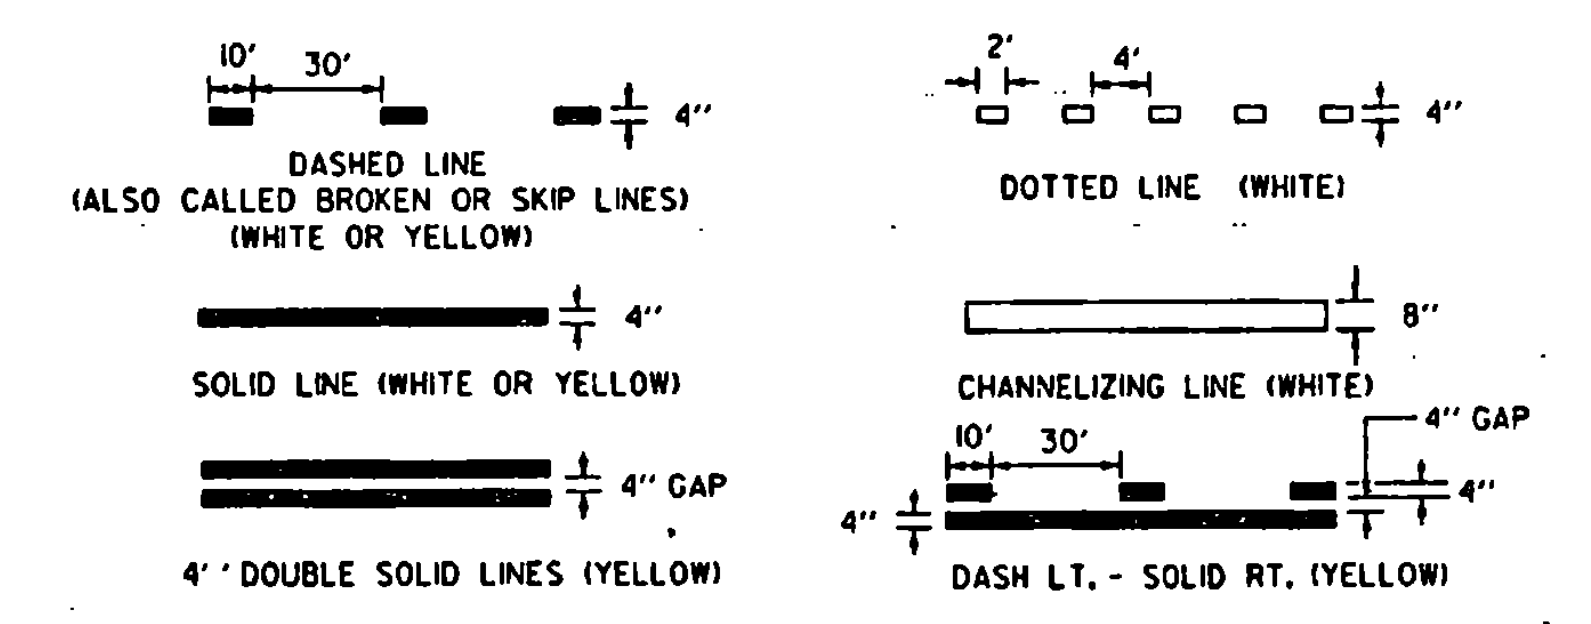 10' 30' 4"
DASHED LINE
(ALSO CALLED BROKEN OR SKIP LINES)
(WHITE OR YELLOW)
2' 4' 4"
DOTTED LINE (WHITE)
4"
SOLID LINE (WHITE OR YELLOW)
8"
CHANNELIZING LINE (WHITE)
4" GAP
4'' DOUBLE SOLID LINES (YELLOW)
10' 30' 4" GAP
4" 4"
DASH LT. - SOLID RT. (YELLOW)